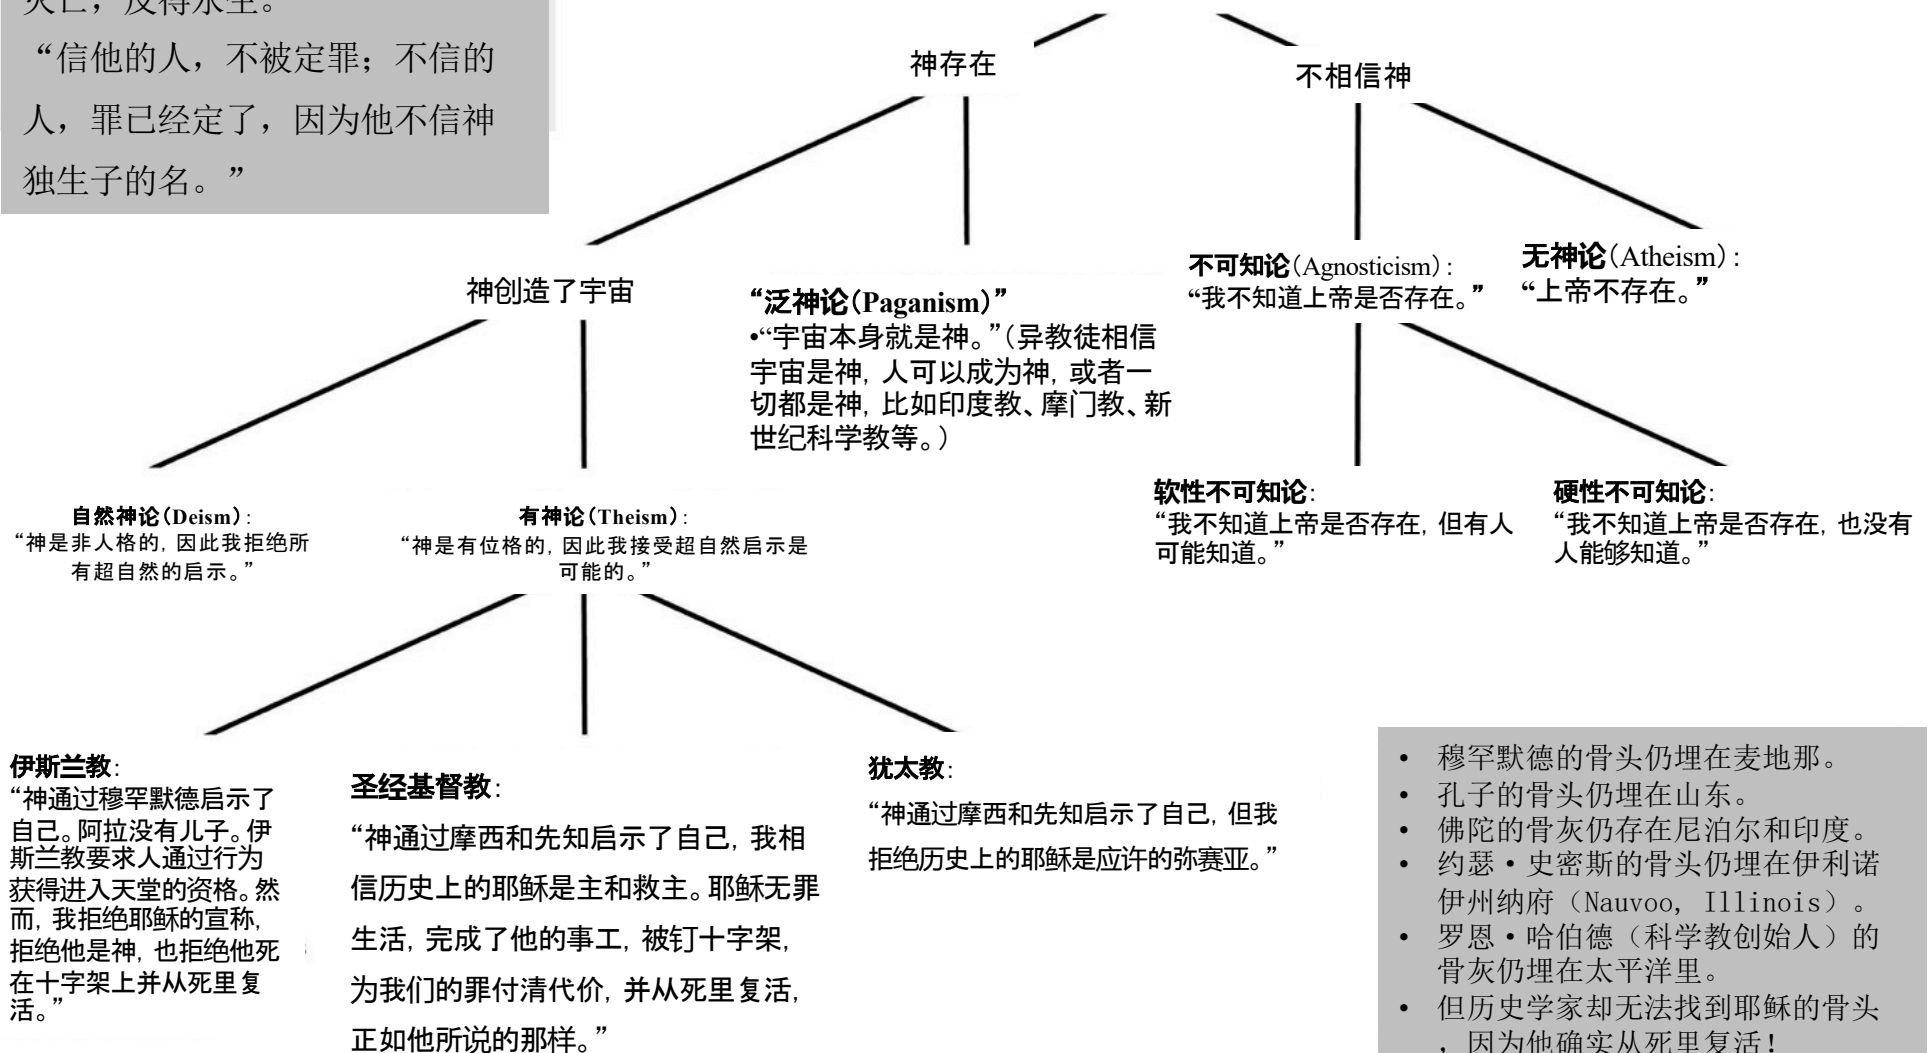 灭亡，反得永生。
“信他的人，不被定罪；不信的
人，罪已经定了，因为他不信神
独生子的名。”
神存在
不相信神
神创造了宇宙
“泛神论（Paganism）”
•“宇宙本身就是神。”（异教徒相信
宇宙是神，人可以成为神，或者一
切都是神，比如印度教、摩门教、新
世纪科学教等。）
不可知论（Agnosticism）：
“我不知道上帝是否存在。”
无神论（Atheism）：
“上帝不存在。”
自然神论（Deism）：
“神是非人格的，因此我拒绝所
有超自然的启示。”
有神论（Theism）：
“神是有位格的，因此我接受超自然启示是
可能的。”
软性不可知论：
“我不知道上帝是否存在，但有人
可能知道。”
硬性不可知论：
“我不知道上帝是否存在，也没有
人能够知道。”
伊斯兰教：
“神通过穆罕默德启示了
自己。阿拉没有儿子。伊
斯兰教要求人通过行为
获得进入天堂的资格。然
而，我拒绝耶稣的宣称，
拒绝他是神，也拒绝他死
在十字架上并从死里复
活。”
圣经基督教：
“神通过摩西和先知启示了自己，我相
信历史上的耶稣是主和救主。耶稣无罪
生活，完成了他的事工，被钉十字架，
为我们的罪付清代价，并从死里复活，
正如他所说的那样。”
犹太教：
“神通过摩西和先知启示了自己，但我
拒绝历史上的耶稣是应许的弥赛亚。”
• 穆罕默德的骨头仍埋在麦地那。
• 孔子的骨头仍埋在山东。
• 佛陀的骨灰仍存在尼泊尔和印度。
• 约瑟·史密斯的骨头仍埋在伊利诺
伊州纳府（Nauvoo, Illinois）。
• 罗恩·哈伯德（科学教创始人）的
骨灰仍埋在太平洋里。
• 但历史学家却无法找到耶稣的骨头
，因为他确实从死里复活！